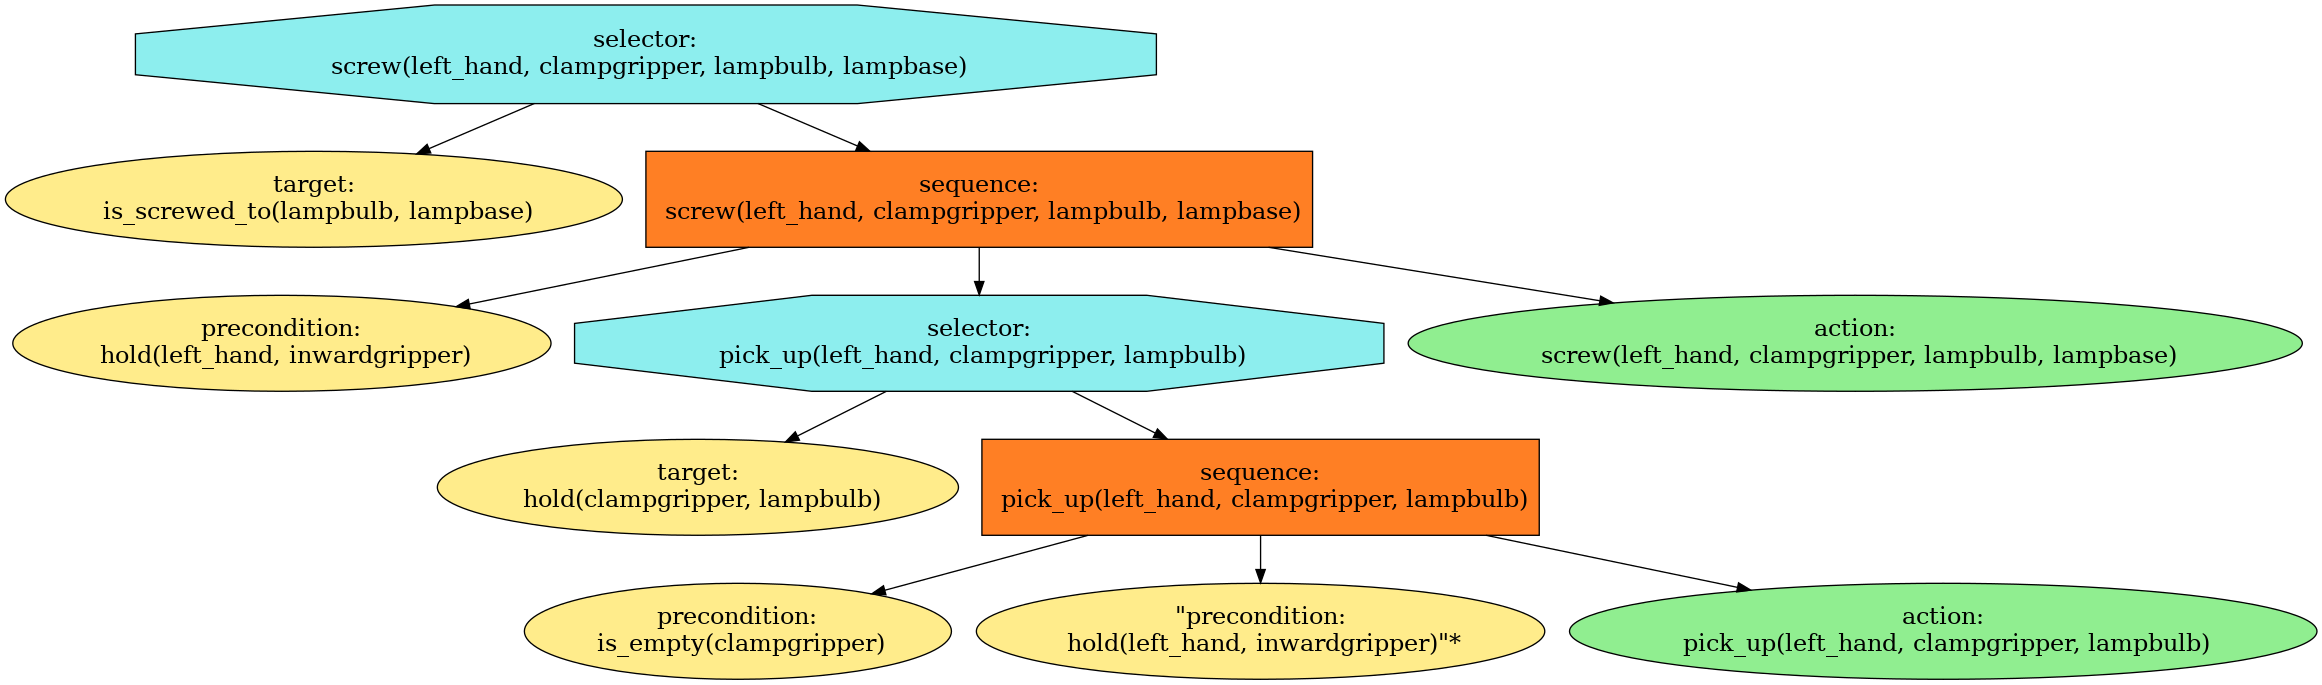 selector:
screw(left_hand, clampgripper, lampbulb, lampbase)
target:
is_screwed_to(lampbulb, lampbase)
sequence:
screw(left_hand, clampgripper, lampbulb, lampbase)
precondition:
hold(left_hand, inwardgripper)
selector:
pick_up(left_hand, clampgripper, lampbulb)
action:
screw(left_hand, clampgripper, lampbulb, lampbase)
target:
hold(clampgripper, lampbulb)
sequence:
pick_up(left_hand, clampgripper, lampbulb)
precondition:
is_empty(clampgripper)
"precondition:
hold(left_hand, inwardgripper)"*
action:
pick_up(left_hand, clampgripper, lampbulb)